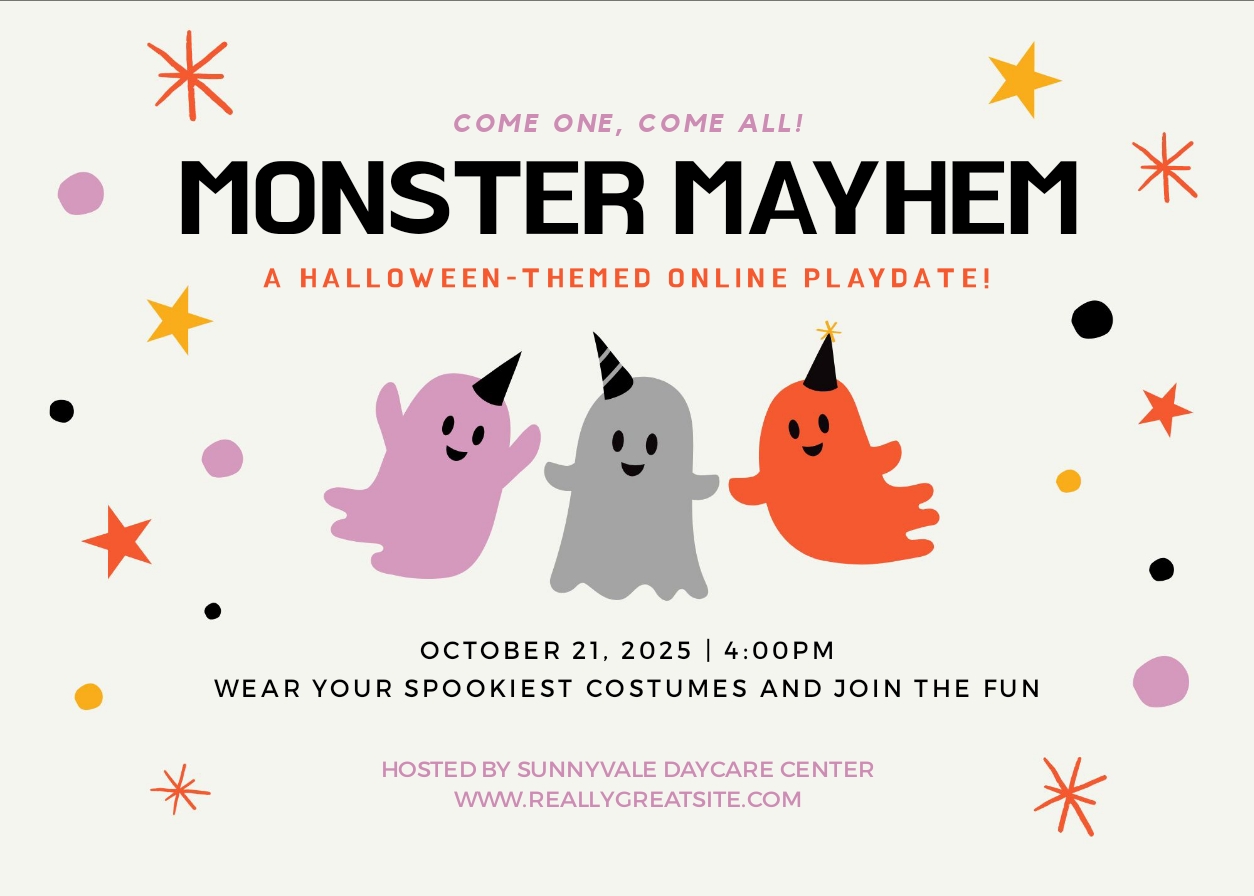 COME ONE, COME ALL!
MONSTER MAYHEM
A HALLOWEEN-THEMED ONLINE PLAYDATE!
OCTOBER 21, 2025 | 4:00PM
WEAR YOUR SPOOKIEST COSTUMES AND JOIN THE FUN
HOSTED BY SUNNYVALE DAYCARE CENTER
WWW.REALLYGREATSITE.COM